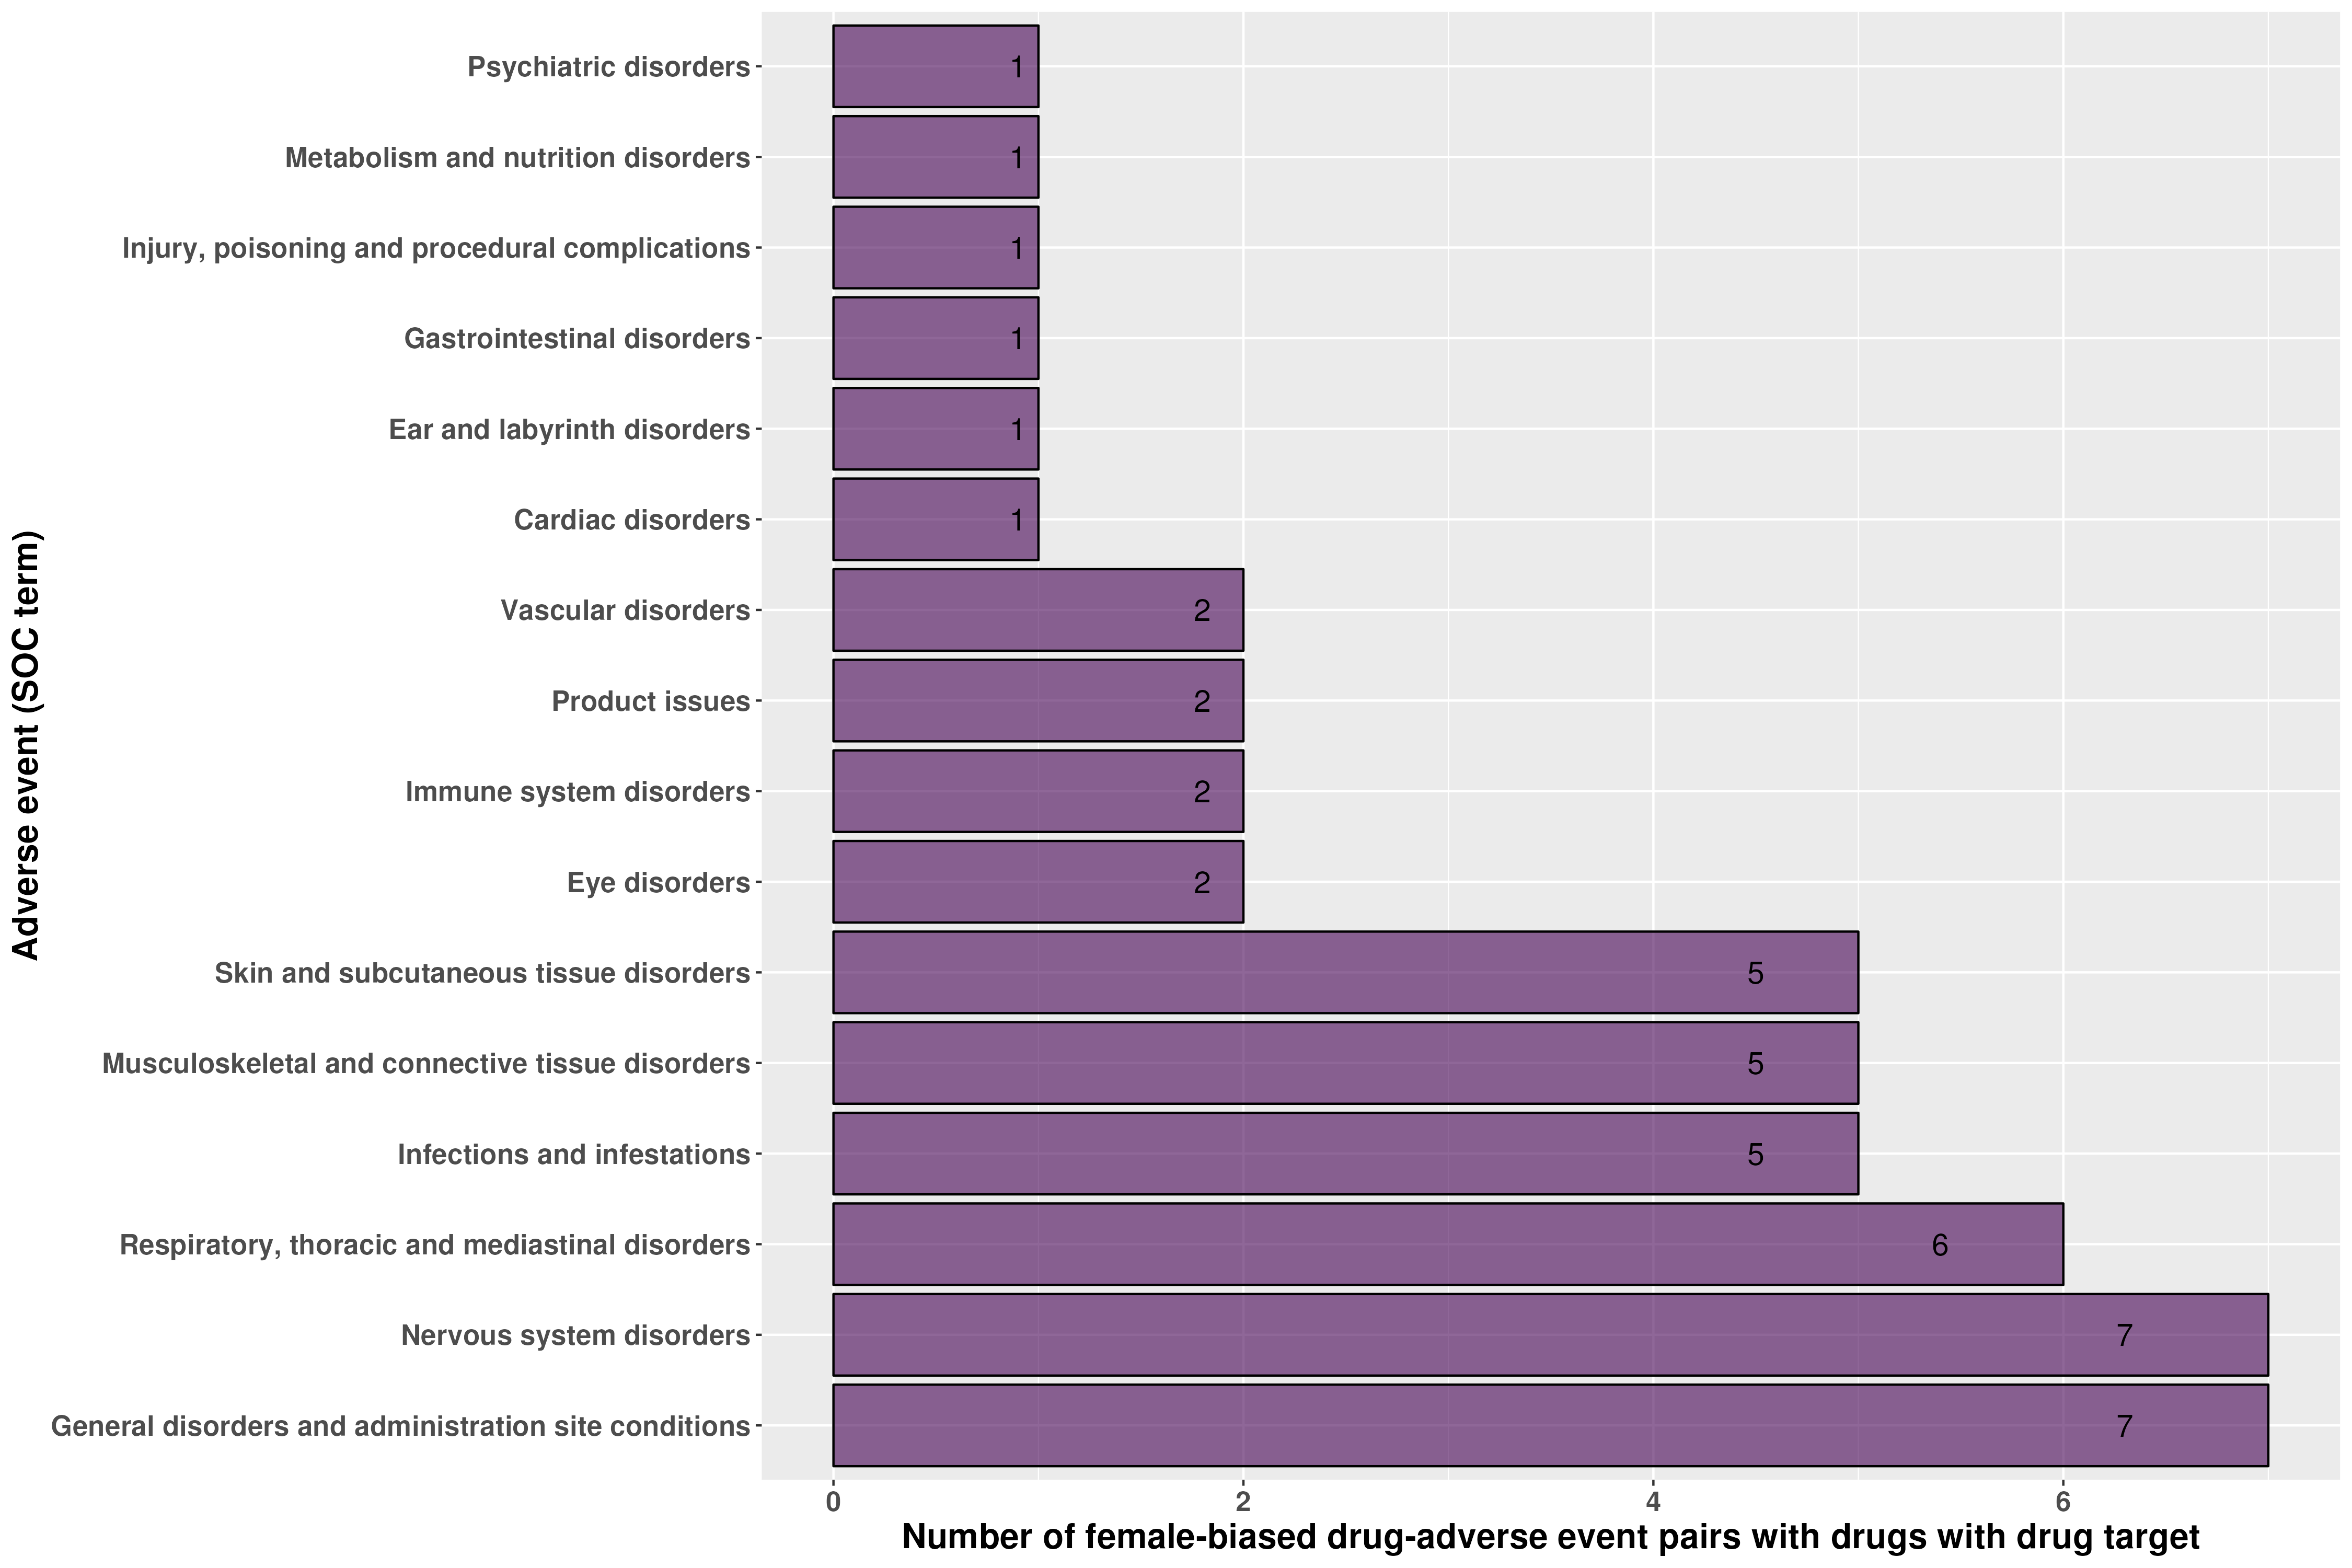 Psychiatric disorders 1
Metabolism and nutrition disorders 1
Injury, poisoning and procedural complications 1
Gastrointestinal disorders 1
Ear and labyrinth disorders 1
Cardiac disorders 1
Vascular disorders 2
Product issues 2
Immune system disorders 2
Eye disorders 2
Skin and subcutaneous tissue disorders 5
Musculoskeletal and connective tissue disorders 5
Infections and infestations 5
Respiratory, thoracic and mediastinal disorders 6
Nervous system disorders 7
General disorders and administration site conditions 7
Adverse event (SOC term)
0 2 4 6
Number of female-biased drug-adverse event pairs with drugs with drug target